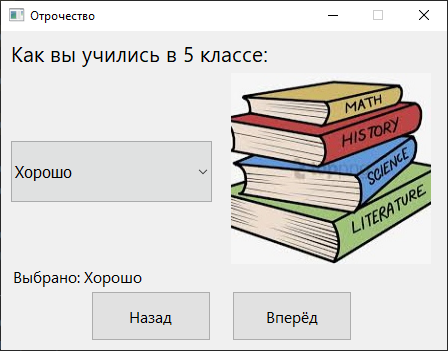 Отрочество
Как вы учились в 5 классе:
Хорошо
MATH
HISTORY
SCIENCE
LITERATURE
Выбрано: Хорошо
Назад
Вперёд